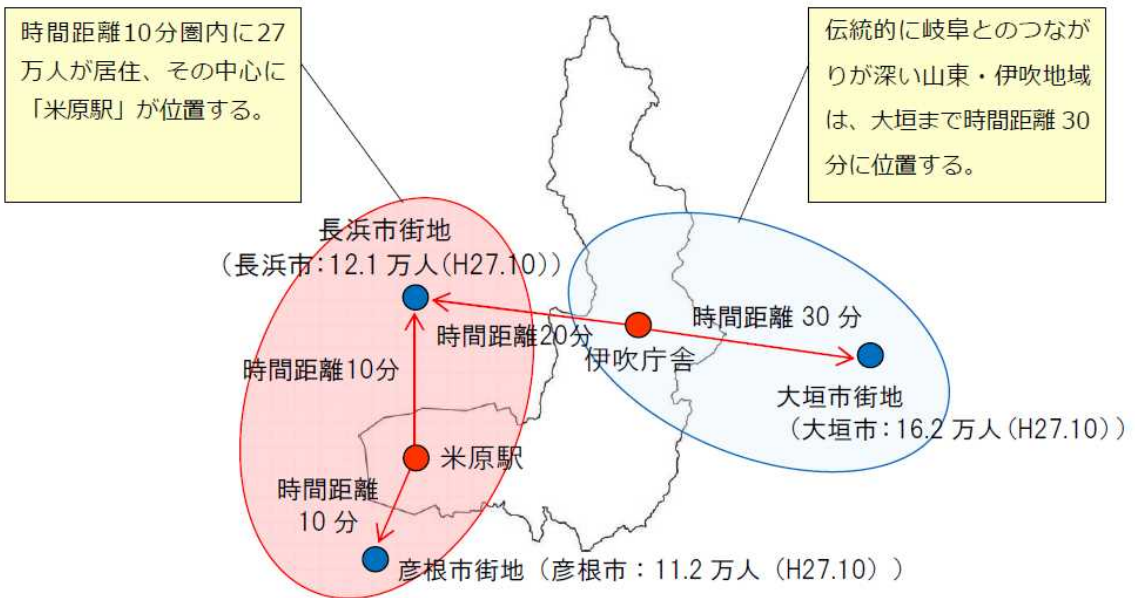 時間距離10分圏内に27
万人が居住、その中心に
「米原駅」が位置する。
伝統的に岐阜とのつなが
りが深い山東・伊吹地域
は、大垣まで時間距離 30
分に位置する。
長浜市街地
（長浜市：12.1 万人（H27.10））
時間距離20分
時間距離 30 分
伊吹庁舎
時間距離10分
大垣市街地
（大垣市：16.2 万人（H27.10））
米原駅
時間距離
10 分
彦根市街地（彦根市：11.2 万人（H27.10））